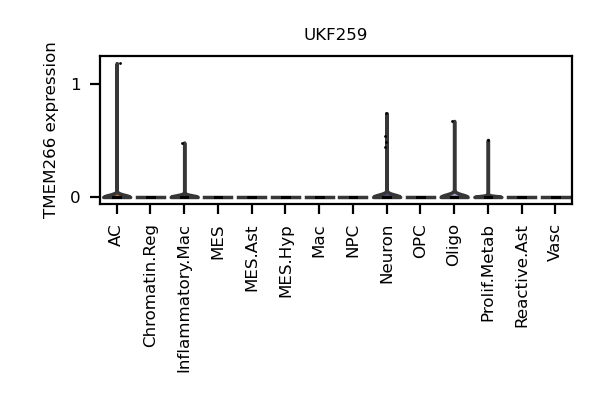 UKF259
TMEM266 expression
1
0
AC
Chromatin.Reg
Inflammatory.Mac
MES
MES.Ast
MES.Hyp
Mac
NPC
Neuron
OPC
Oligo
Prolif.Metab
Reactive.Ast
Vasc